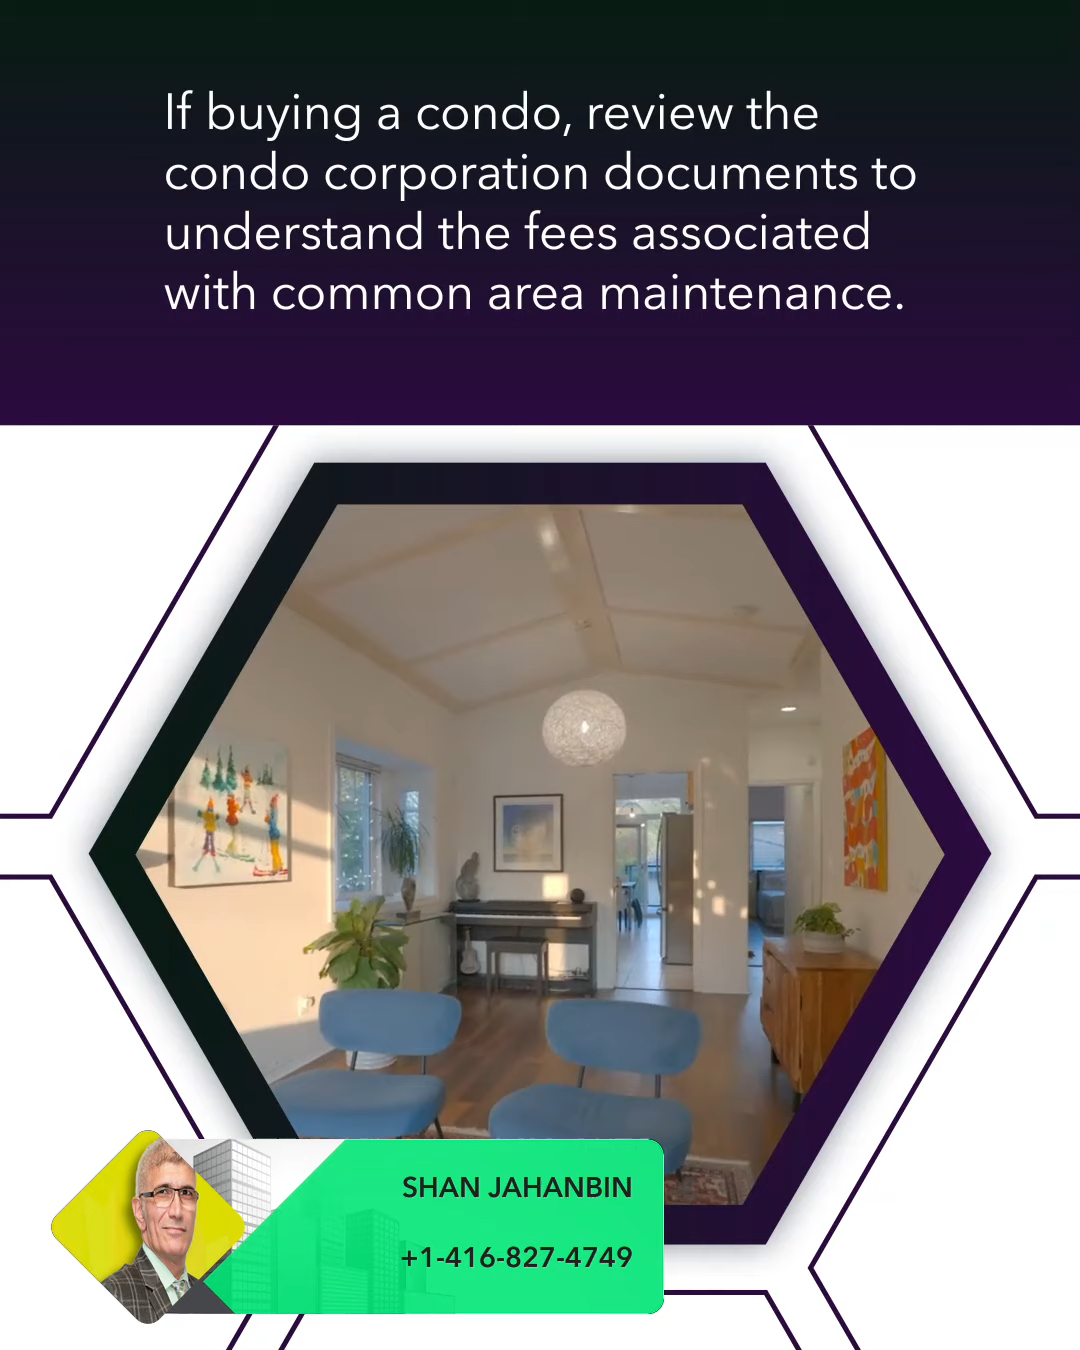 If buying a condo, review the
condo corporation documents to
understand the fees associated
with common area maintenance.
SHAN JAHANBIN
+1-416-827-4749